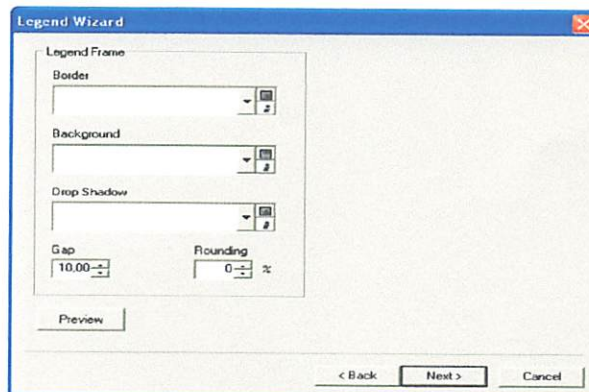 Legend Wizard
Legend Frame
Border
Background
Drop Shadow
Gap
Rounding
10,00
0 %
Preview
< Back
Next >
Cancel